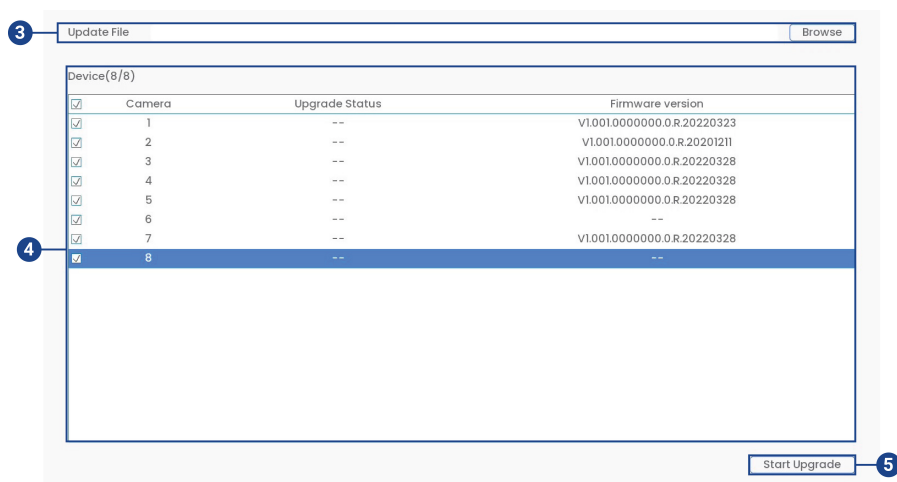 3 Update File Browse
Device(8/8)
Camera Upgrade Status Firmware version
1 -- V1.001.0000000.0.R.20220323
2 -- V1.001.0000000.0.R.20201211
3 -- V1.001.0000000.0.R.20220328
4 -- V1.001.0000000.0.R.20220328
5 -- V1.001.0000000.0.R.20220328
6 -- --
7 -- V1.001.0000000.0.R.20220328
4
8 -- --
Start Upgrade 5